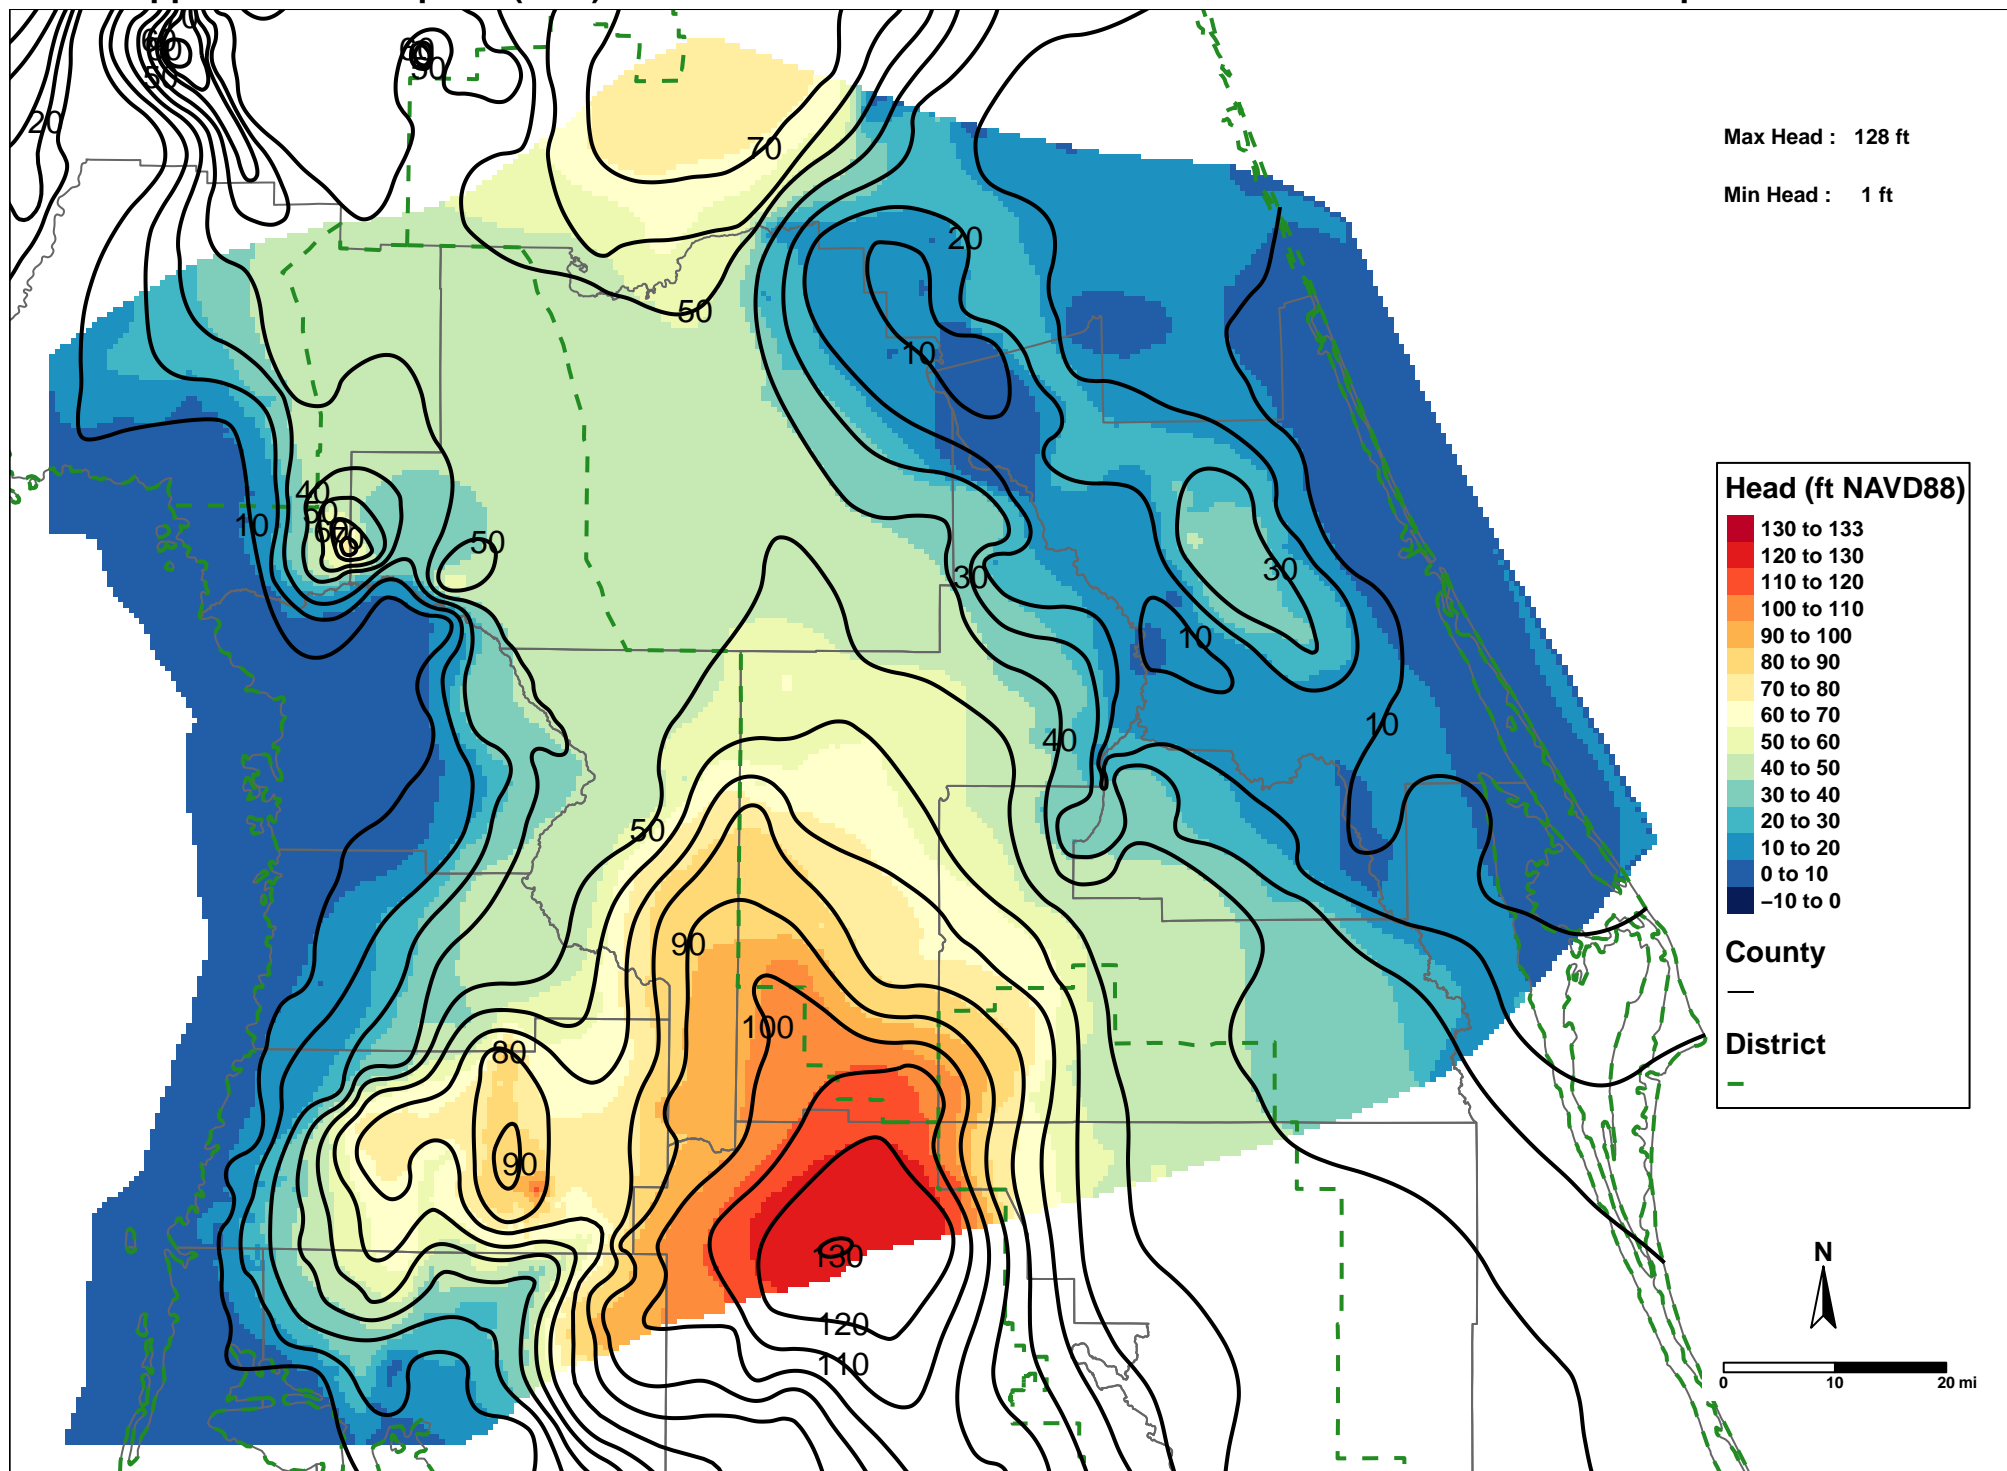 Max Head : 128 ft
Min Head : 1 ft
Head (ft NAVD88)
130 to 133
120 to 130
110 to 120
100 to 110
90 to 100
80 to 90
70 to 80
60 to 70
50 to 60
40 to 50
30 to 40
20 to 30
10 to 20
0 to 10
–10 to 0
County
District
N
0 10 20 mi
20
50
90
70
20
50
10
40
50
60
70
10
50
30
30
10
40
10
50
90
100
80
90
130
120
110